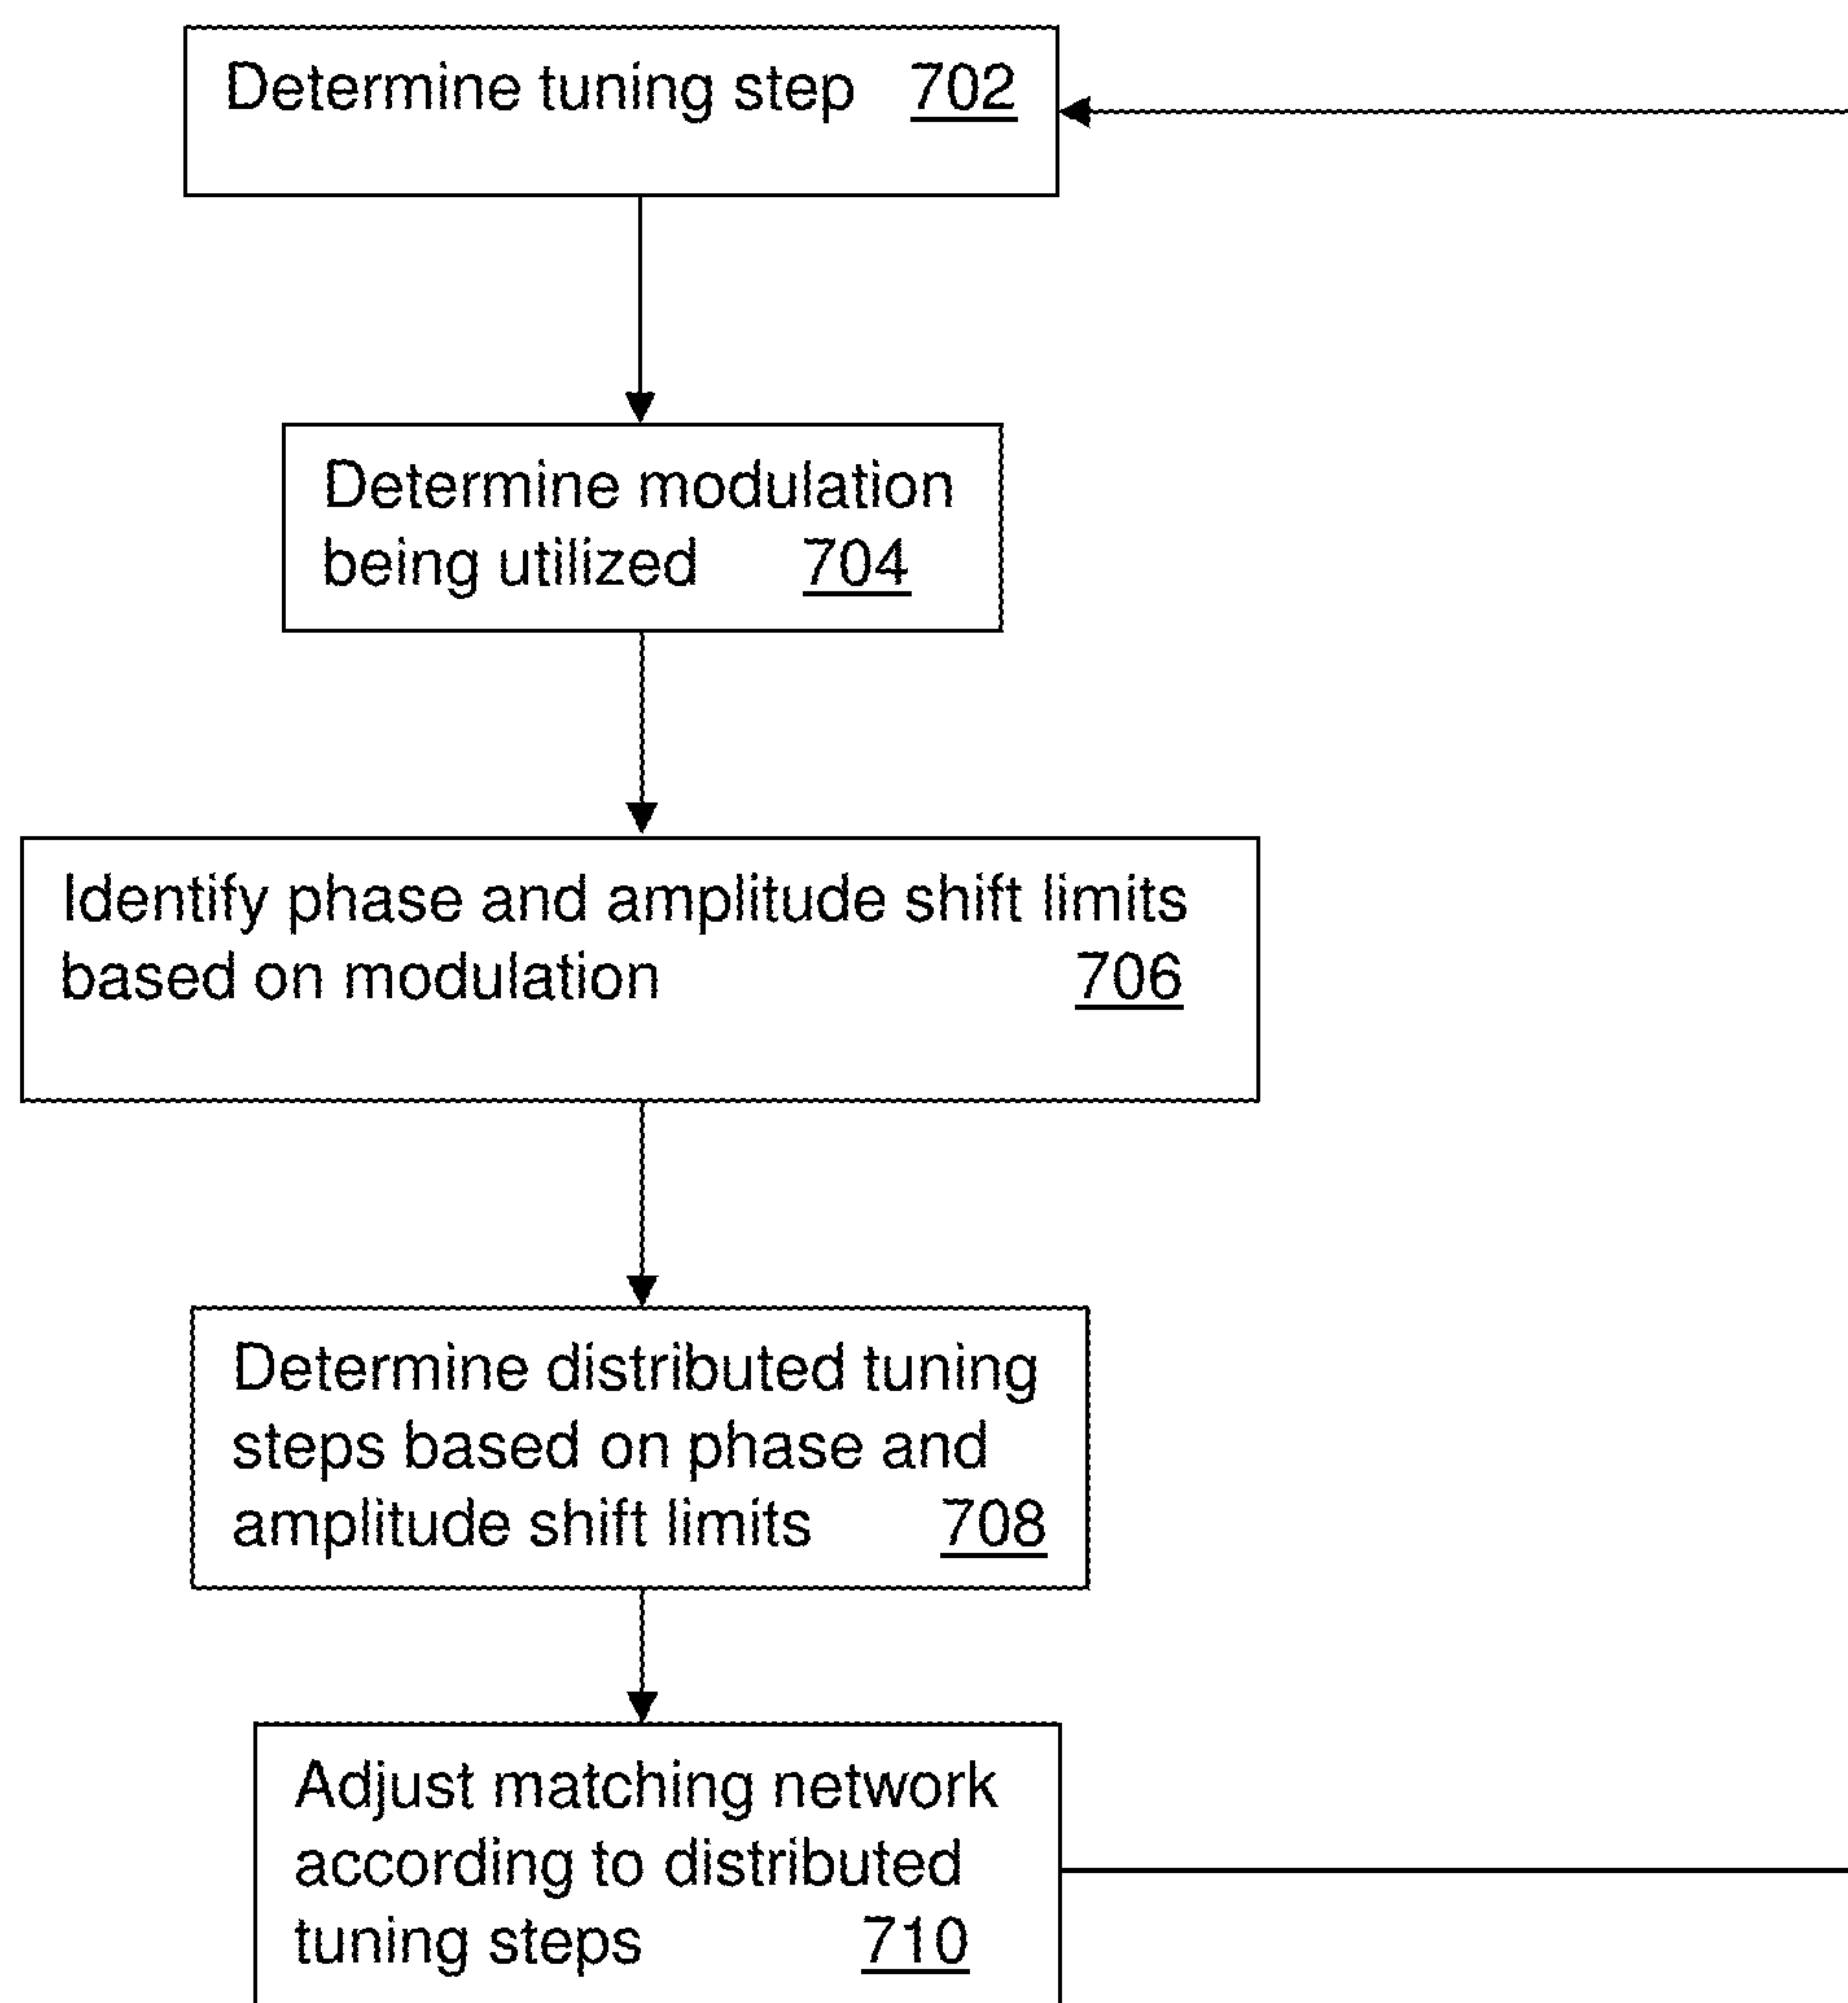 Determine tuning step 702
Determine modulation
being utilized 704
Identify phase and amplitude shift limits
based on modulation 706
Determine distributed tuning
steps based on phase and
amplitude shift limits 708
Adjust matching network
according to distributed
tuning steps 710